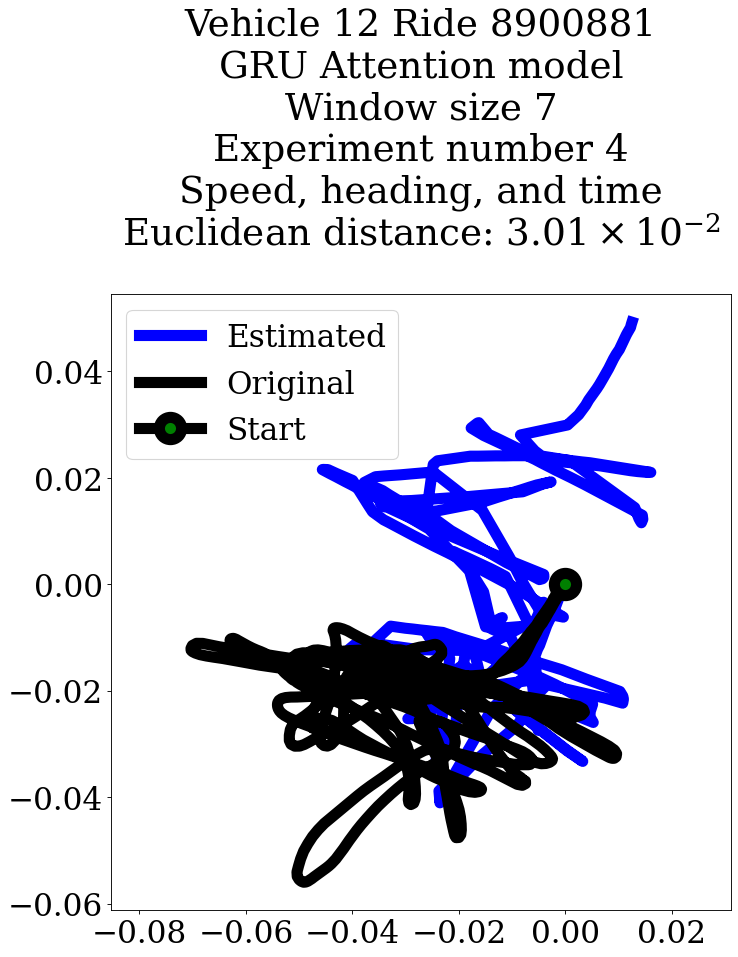 Vehicle 12 Ride 8900881
GRU Attention model
Window size 7
Experiment number 4
Speed, heading, and time
Euclidean distance: 3.01 × 10⁻²
Estimated
Original
Start
0.04
0.02
0.00
−0.02
−0.04
−0.06
−0.08 −0.06 −0.04 −0.02 0.00 0.02